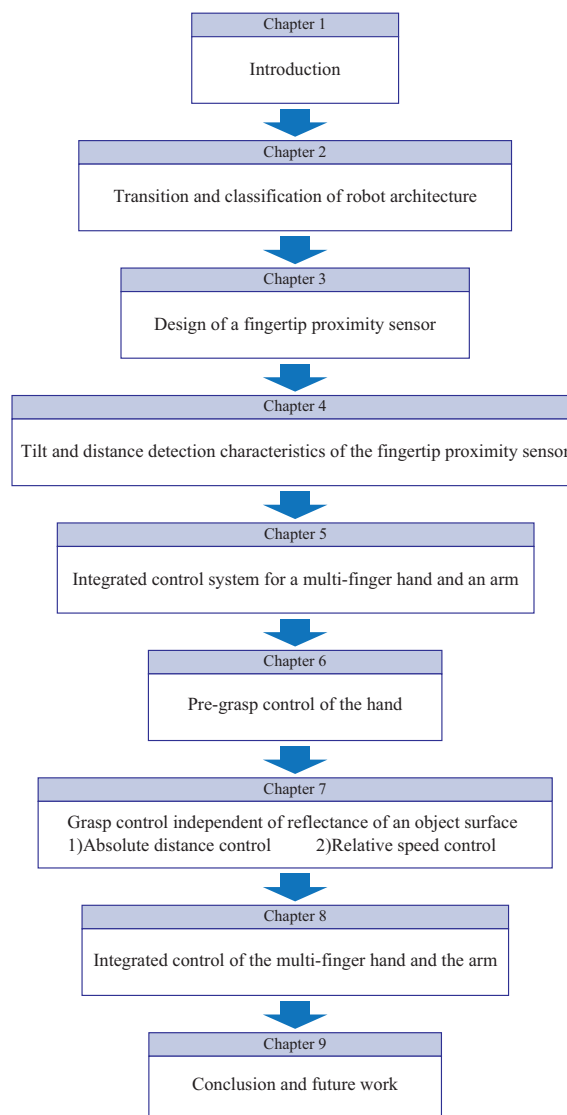 Chapter 1
Introduction
Chapter 2
Transition and classification of robot architecture
Chapter 3
Design of a fingertip proximity sensor
Chapter 4
Tilt and distance detection characteristics of the fingertip proximity sensor
Chapter 5
Integrated control system for a multi-finger hand and an arm
Chapter 6
Pre-grasp control of the hand
Chapter 7
Grasp control independent of reflectance of an object surface
1)Absolute distance control 2)Relative speed control
Chapter 8
Integrated control of the multi-finger hand and the arm
Chapter 9
Conclusion and future work